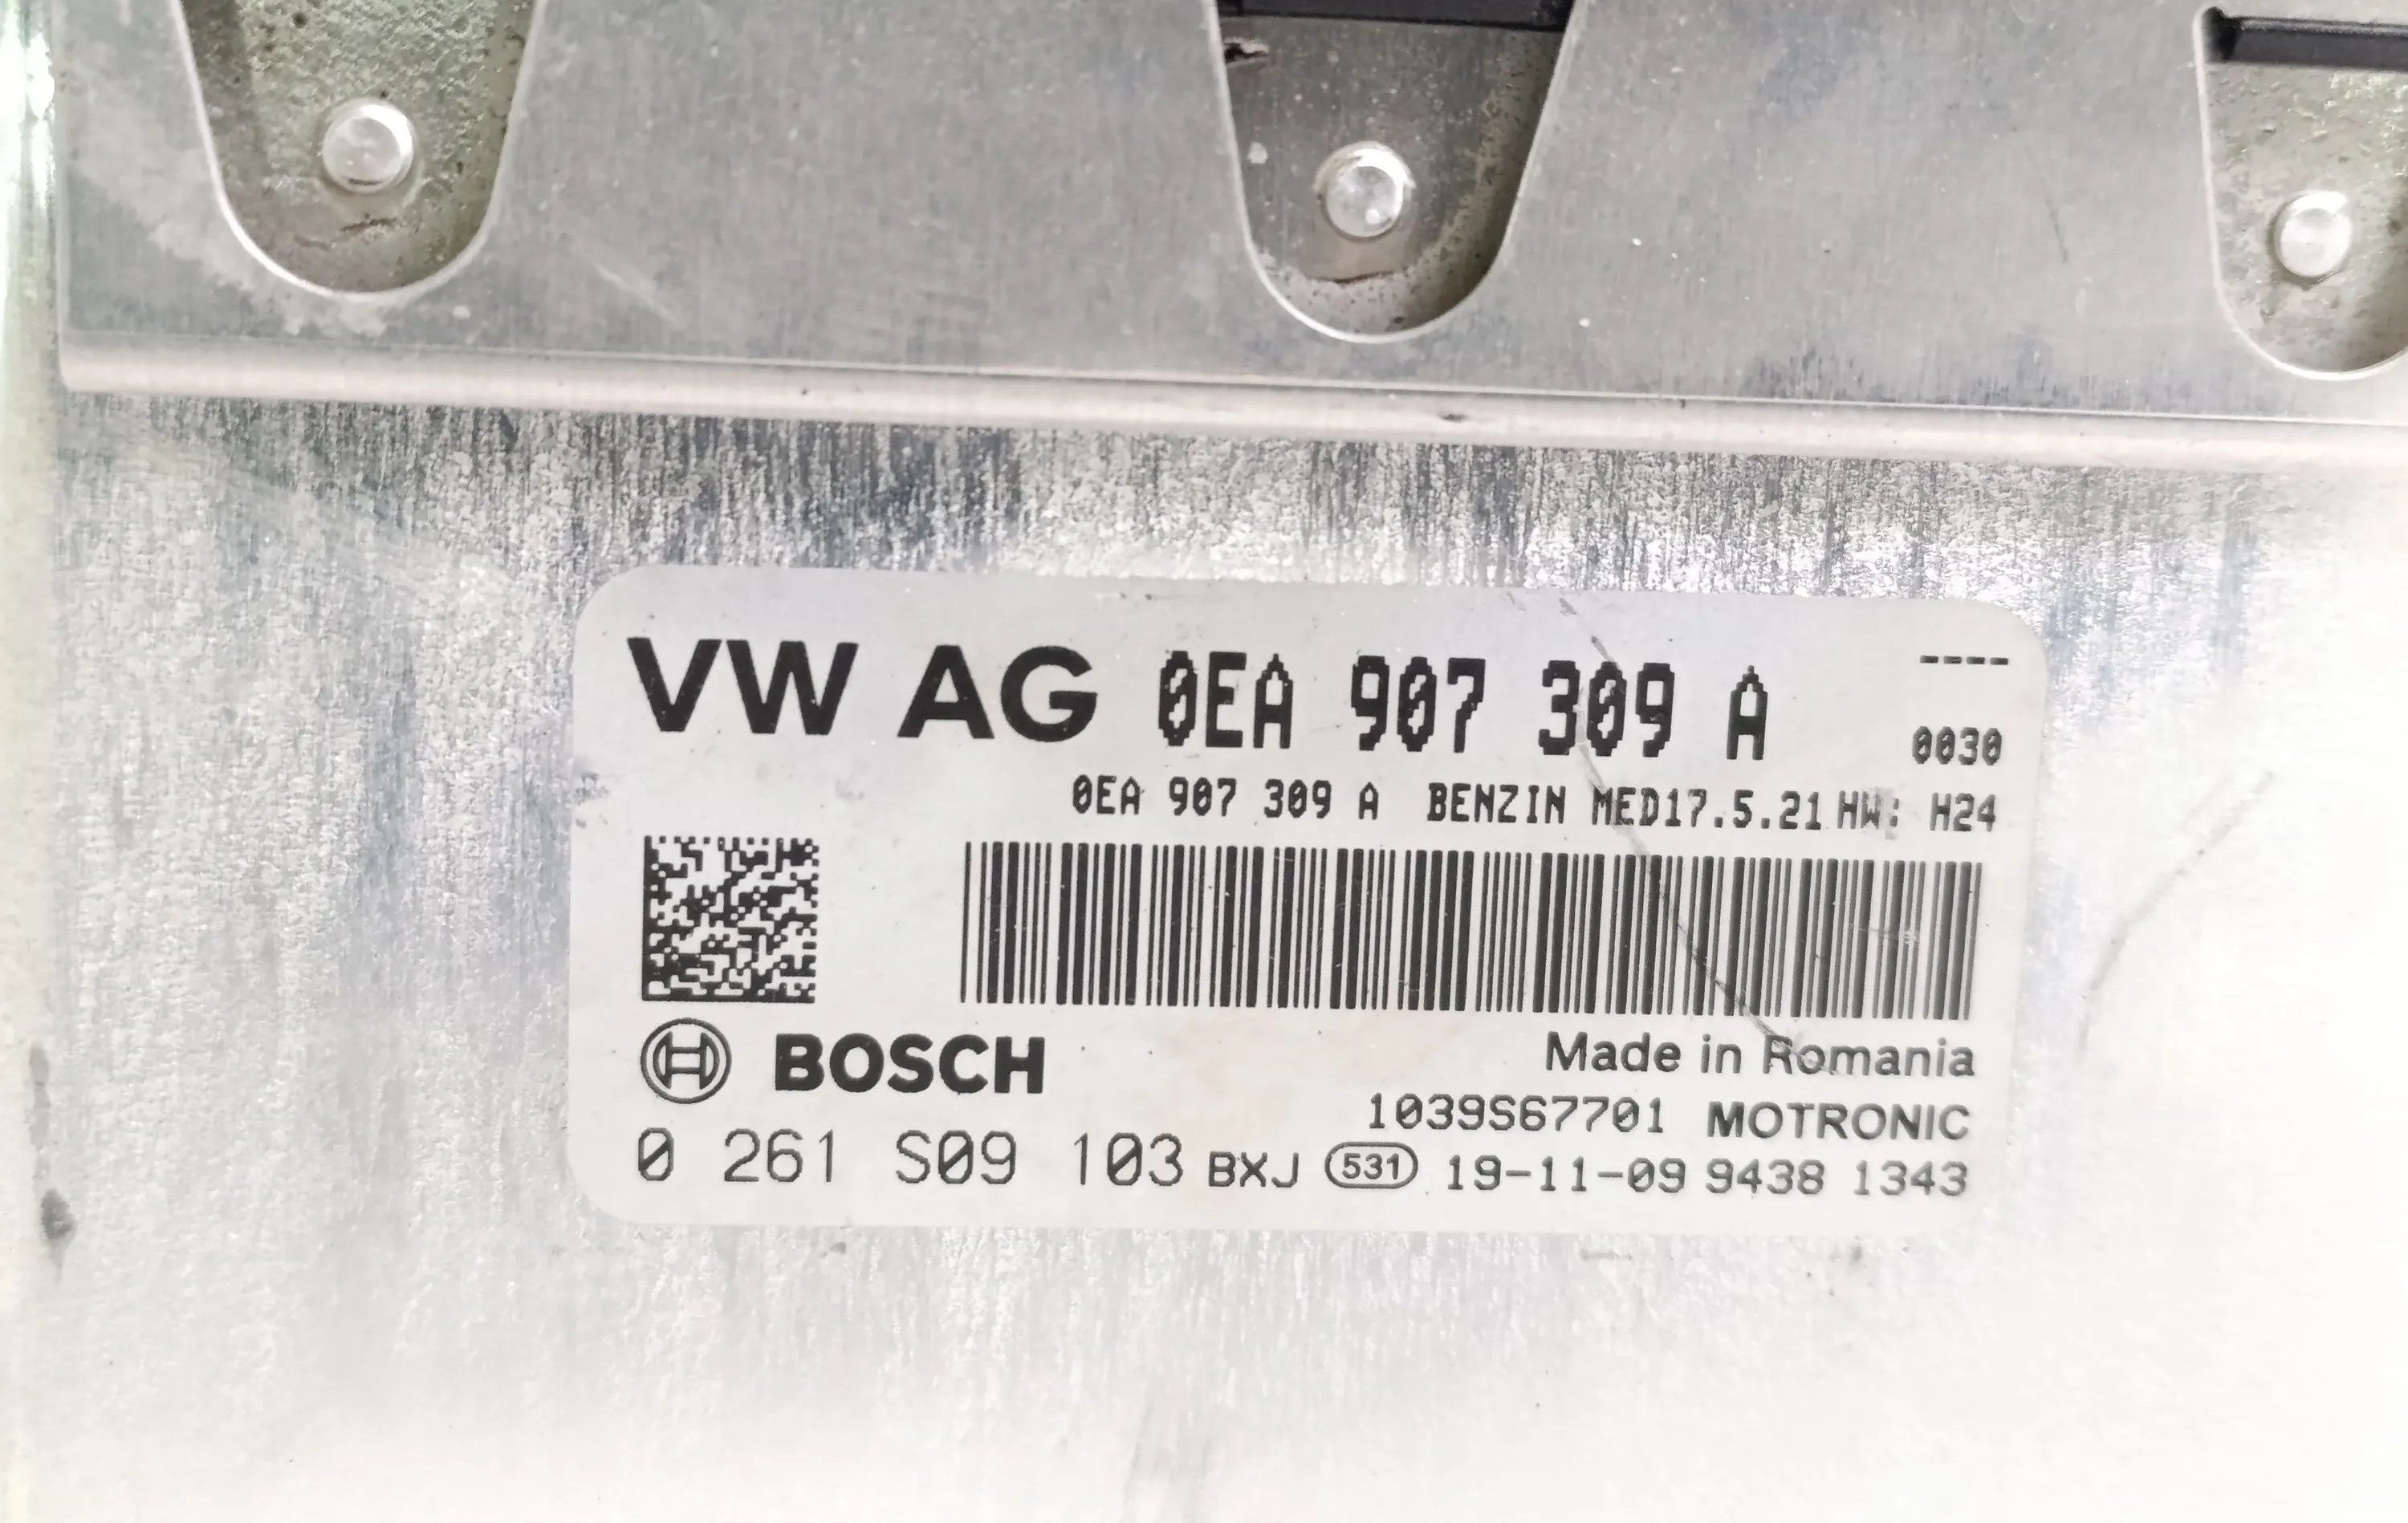 VW AG 0EA 907 309 A ----
0030
0EA 907 309 A BENZIN MED17.5.21 HW: H24
BOSCH
Made in Romania
1039S67701 MOTRONIC
0 261 S09 103 BXJ 531 19-11-09 9438 1343